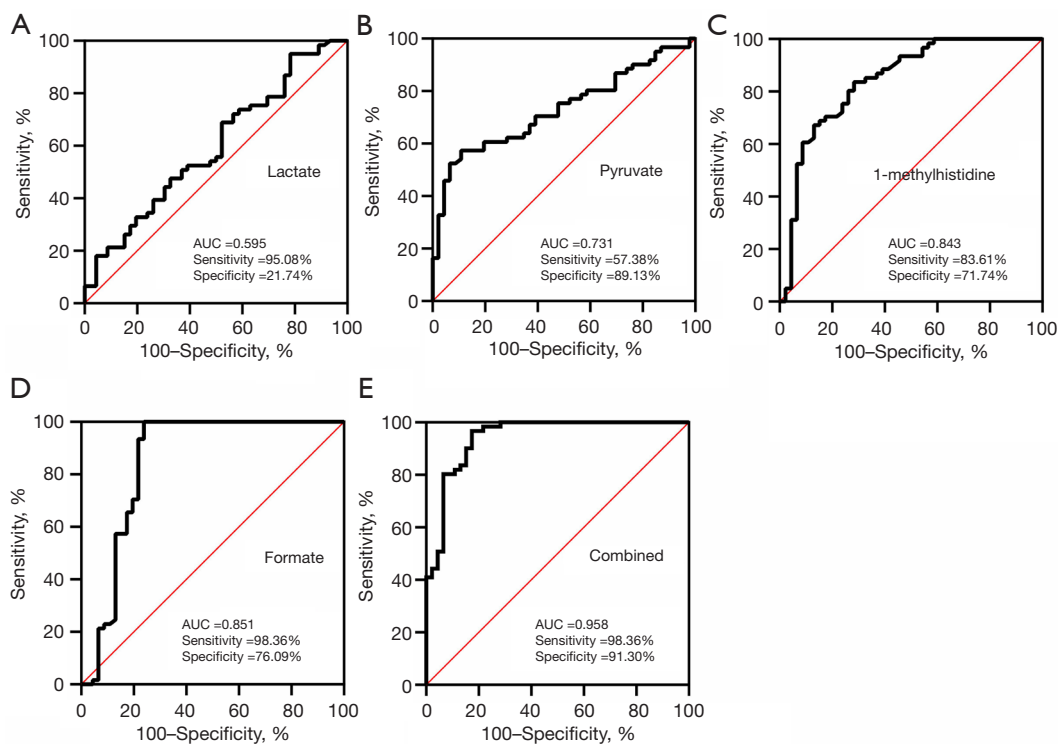 A
100
80
60
40
20
0
Sensitivity, %
Lactate
AUC =0.595
Sensitivity =95.08%
Specificity =21.74%
0 20 40 60 80 100
100–Specificity, %
B
100
80
60
40
20
0
Sensitivity, %
Pyruvate
AUC =0.731
Sensitivity =57.38%
Specificity =89.13%
0 20 40 60 80 100
100–Specificity, %
C
100
80
60
40
20
0
Sensitivity, %
1-methylhistidine
AUC =0.843
Sensitivity =83.61%
Specificity =71.74%
0 20 40 60 80 100
100–Specificity, %
D
100
80
60
40
20
0
Sensitivity, %
Formate
AUC =0.851
Sensitivity =98.36%
Specificity =76.09%
0 20 40 60 80 100
100–Specificity, %
E
100
80
60
40
20
0
Sensitivity, %
Combined
AUC =0.958
Sensitivity =98.36%
Specificity =91.30%
0 20 40 60 80 100
100–Specificity, %